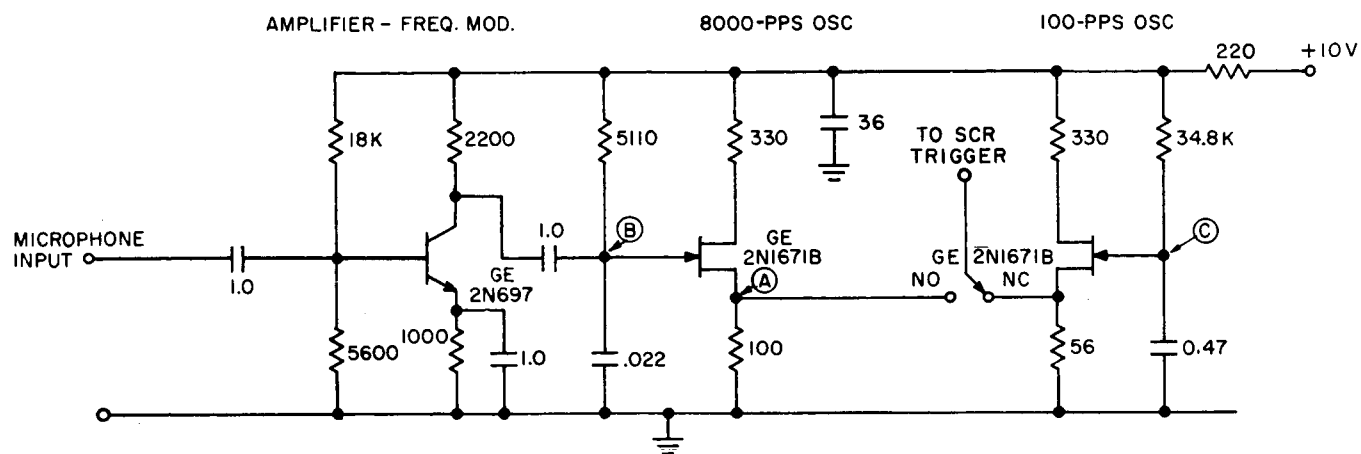 AMPLIFIER – FREQ. MOD.
8000-PPS OSC
100-PPS OSC
220
+10V
18K
2200
5110
330
36
TO SCR
TRIGGER
330
34.8K
MICROPHONE
INPUT
1.0
GE
2N697
1.0
B
GE
2N1671B
A
NO
GE 2N1671B
NC
C
5600
1000
1.0
.022
100
56
0.47